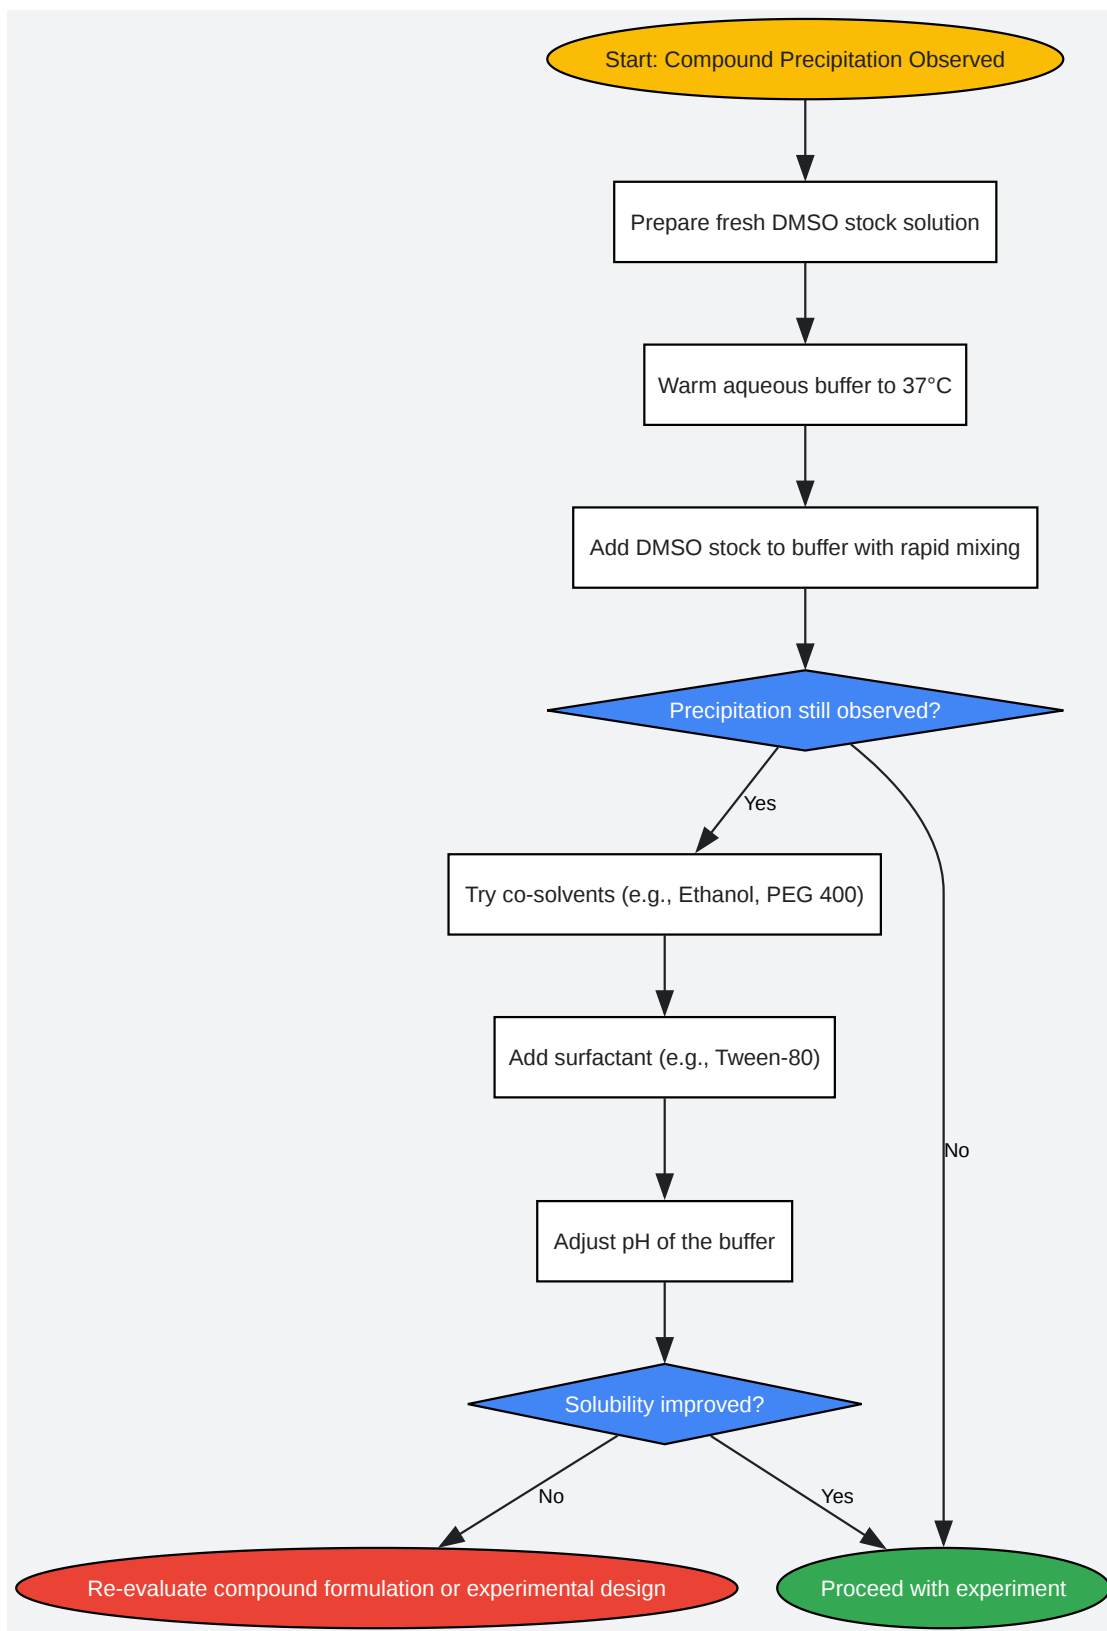 Start: Compound Precipitation Observed
Prepare fresh DMSO stock solution
Warm aqueous buffer to 37°C
Add DMSO stock to buffer with rapid mixing
Precipitation still observed?
Yes
Try co-solvents (e.g., Ethanol, PEG 400)
Add surfactant (e.g., Tween-80)
No
Adjust pH of the buffer
Solubility improved?
No
Yes
Re-evaluate compound formulation or experimental design
Proceed with experiment